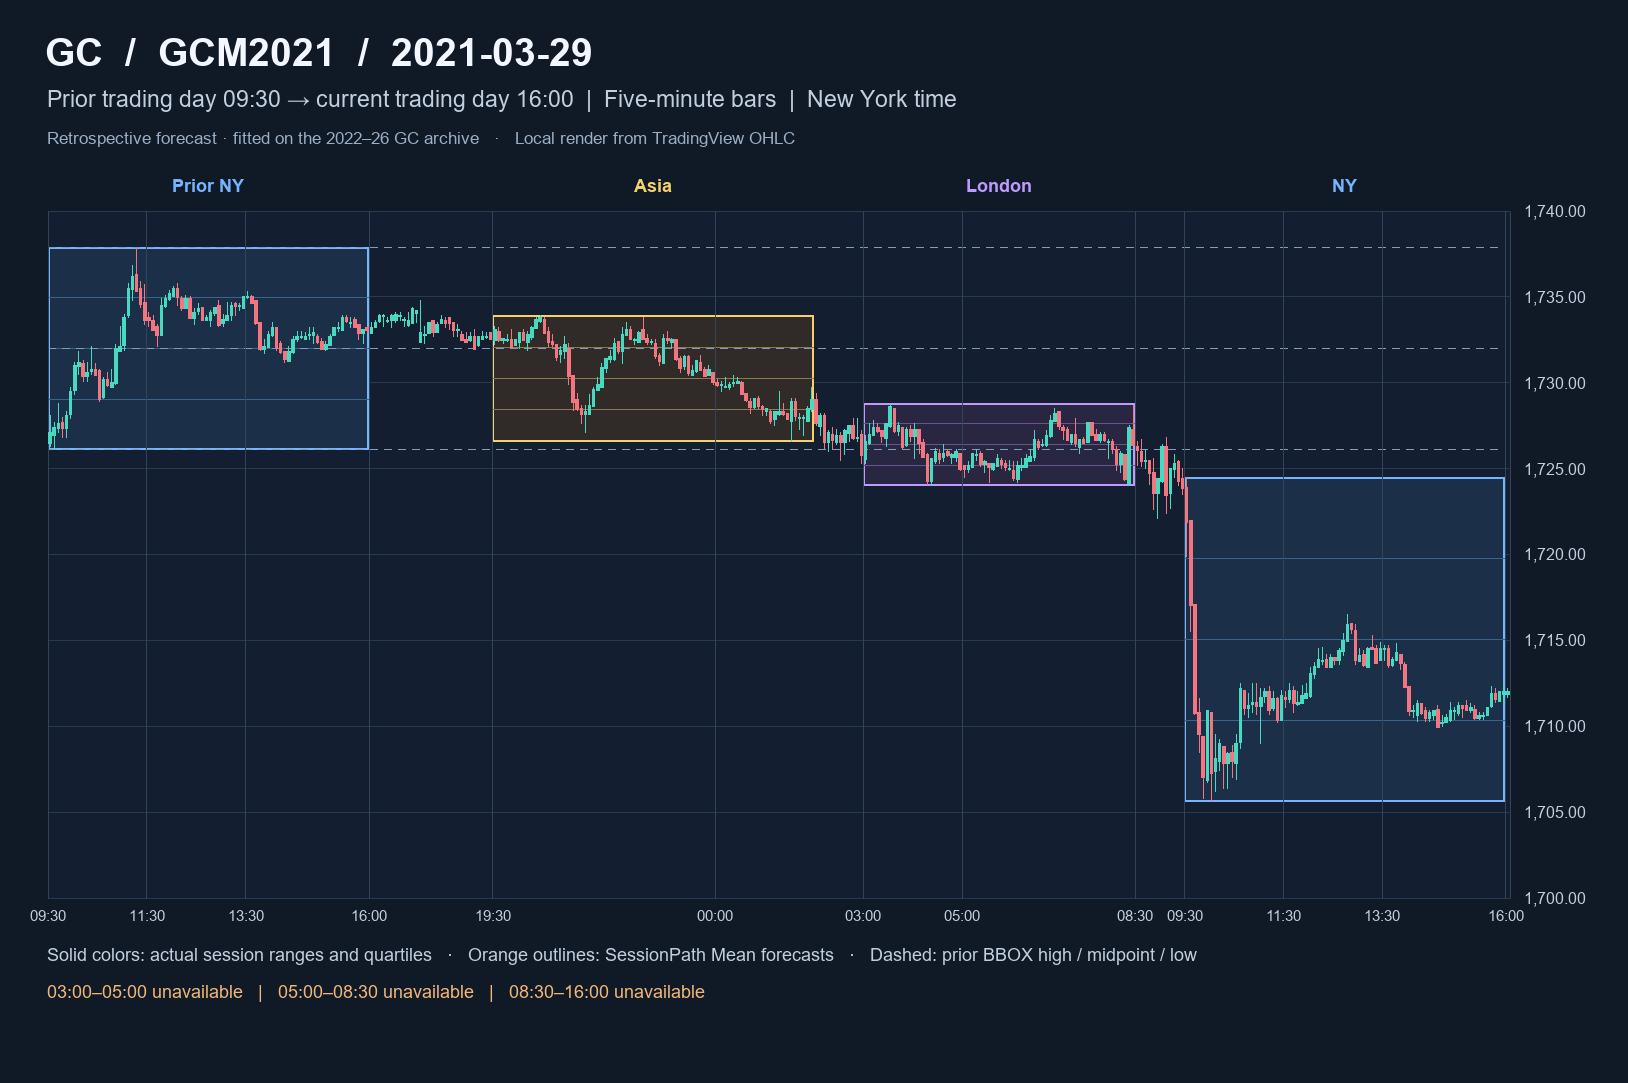 GC / GCM2021 / 2021-03-29
Prior trading day 09:30 → current trading day 16:00 | Five-minute bars | New York time
Retrospective forecast · fitted on the 2022–26 GC archive · Local render from TradingView OHLC
Prior NY Asia London NY
1,740.00
1,735.00
1,730.00
1,725.00
1,720.00
1,715.00
1,710.00
1,705.00
1,700.00
09:30 11:30 13:30 16:00 19:30 00:00 03:00 05:00 08:30 09:30 11:30 13:30 16:00
Solid colors: actual session ranges and quartiles · Orange outlines: SessionPath Mean forecasts · Dashed: prior BBOX high / midpoint / low
03:00–05:00 unavailable | 05:00–08:30 unavailable | 08:30–16:00 unavailable